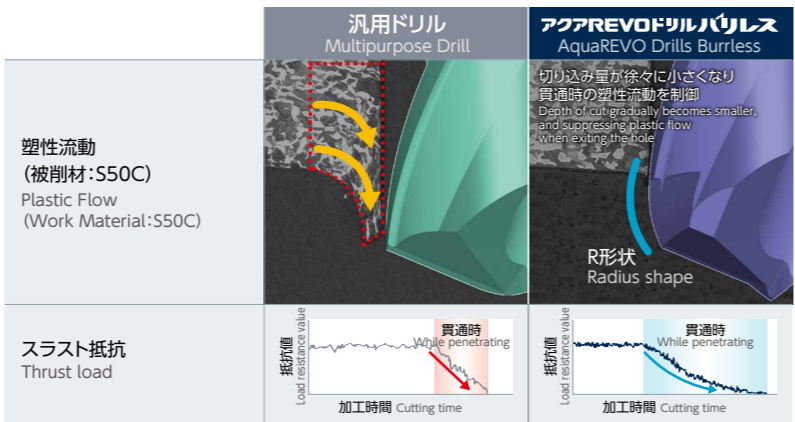 汎用ドリル
Multipurpose Drill
アクアREVOドリルバリレス
AquaREVO Drills Burrless
塑性流動
（被削材：S50C）
Plastic Flow
（Work Material：S50C）
切り込み量が徐々に小さくなり
貫通時の塑性流動を制御
Depth of cut gradually becomes smaller,
and suppressing plastic flow
when exiting the hole
R形状
Radius shape
スラスト抵抗
Thrust load
抵抗値
Load resistance value
貫通時
While penetrating
加工時間 Cutting time
抵抗値
Load resistance value
貫通時
While penetrating
加工時間 Cutting time